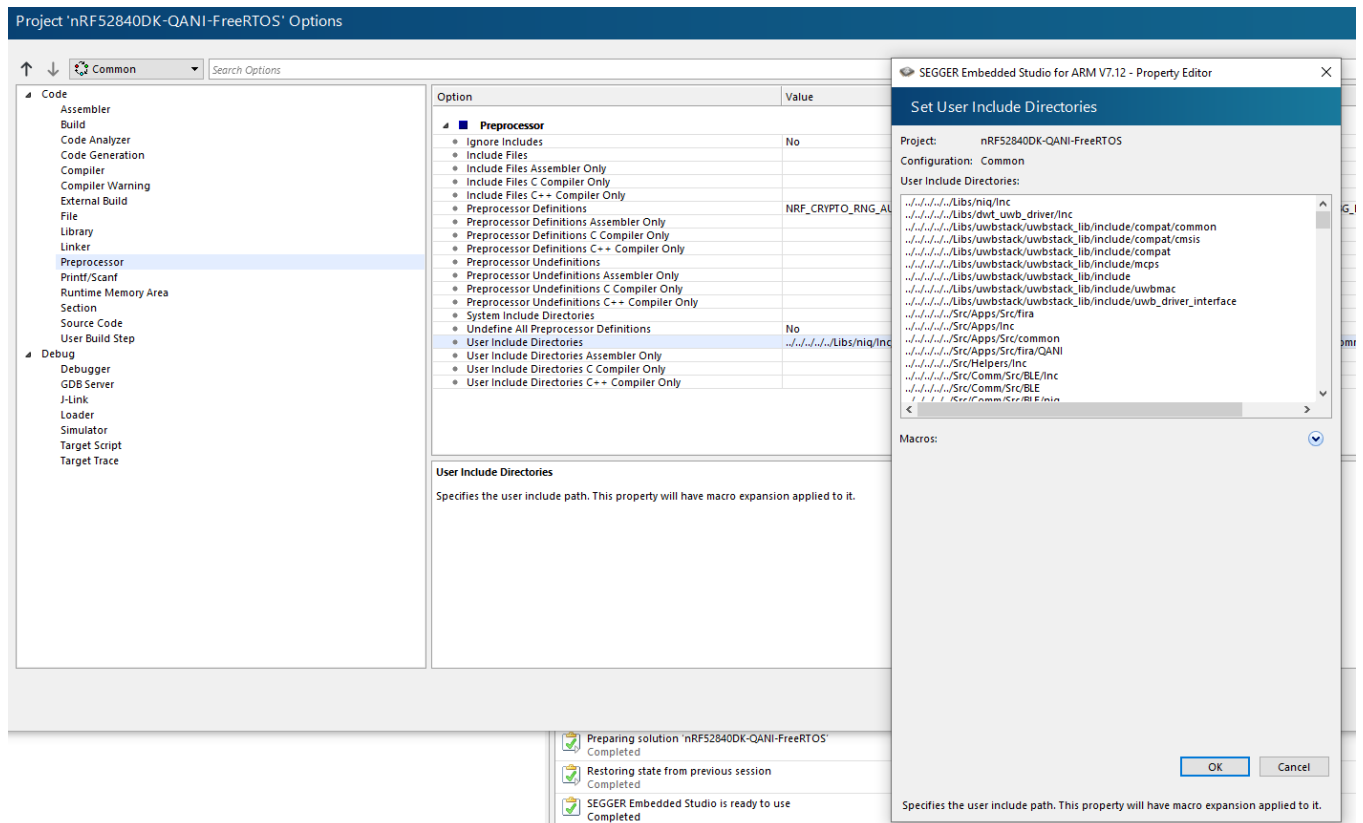 Project 'nRF52840DK-QANI-FreeRTOS' Options
Common
Search Options
Code
Assembler
Build
Code Analyzer
Code Generation
Compiler
Compiler Warning
External Build
File
Library
Linker
Preprocessor
Printf/Scanf
Runtime Memory Area
Section
Source Code
User Build Step
Debug
Debugger
GDB Server
J-Link
Loader
Simulator
Target Script
Target Trace
Option Value
Preprocessor
Ignore Includes No
Include Files
Include Files Assembler Only
Include Files C Compiler Only
Include Files C++ Compiler Only
Preprocessor Definitions NRF_CRYPTO_RNG_AU
Preprocessor Definitions Assembler Only
Preprocessor Definitions C Compiler Only
Preprocessor Definitions C++ Compiler Only
Preprocessor Undefinitions
Preprocessor Undefinitions Assembler Only
Preprocessor Undefinitions C Compiler Only
Preprocessor Undefinitions C++ Compiler Only
System Include Directories
Undefine All Preprocessor Definitions No
User Include Directories ../../../../../Libs/niq/Inc
User Include Directories Assembler Only
User Include Directories C Compiler Only
User Include Directories C++ Compiler Only
User Include Directories
Specifies the user include path. This property will have macro expansion applied to it.
SEGGER Embedded Studio for ARM V7.12 - Property Editor
Set User Include Directories
Project: nRF52840DK-QANI-FreeRTOS
Configuration: Common
User Include Directories:
../../../../../Libs/niq/Inc
../../../../../Libs/dwt_uwb_driver/Inc
../../../../../Libs/uwbstack/uwbstack_lib/include/compat/common
../../../../../Libs/uwbstack/uwbstack_lib/include/compat/cmsis
../../../../../Libs/uwbstack/uwbstack_lib/include/compat
../../../../../Libs/uwbstack/uwbstack_lib/include/mcps
../../../../../Libs/uwbstack/uwbstack_lib/include
../../../../../Libs/uwbstack/uwbstack_lib/include/uwbmac
../../../../../Libs/uwbstack/uwbstack_lib/include/uwb_driver_interface
../../../../../Src/Apps/Src/fira
../../../../../Src/Apps/Inc
../../../../../Src/Apps/Src/common
../../../../../Src/Apps/Src/fira/QANI
../../../../../Src/Helpers/Inc
../../../../../Src/Comm/Src/BLE/Inc
../../../../../Src/Comm/Src/BLE
../../../../../Src/Comm/Src/BLE/niq
Macros:
OK Cancel
Specifies the user include path. This property will have macro expansion applied to it.
Preparing solution 'nRF52840DK-QANI-FreeRTOS'
Completed
Restoring state from previous session
Completed
SEGGER Embedded Studio is ready to use
Completed